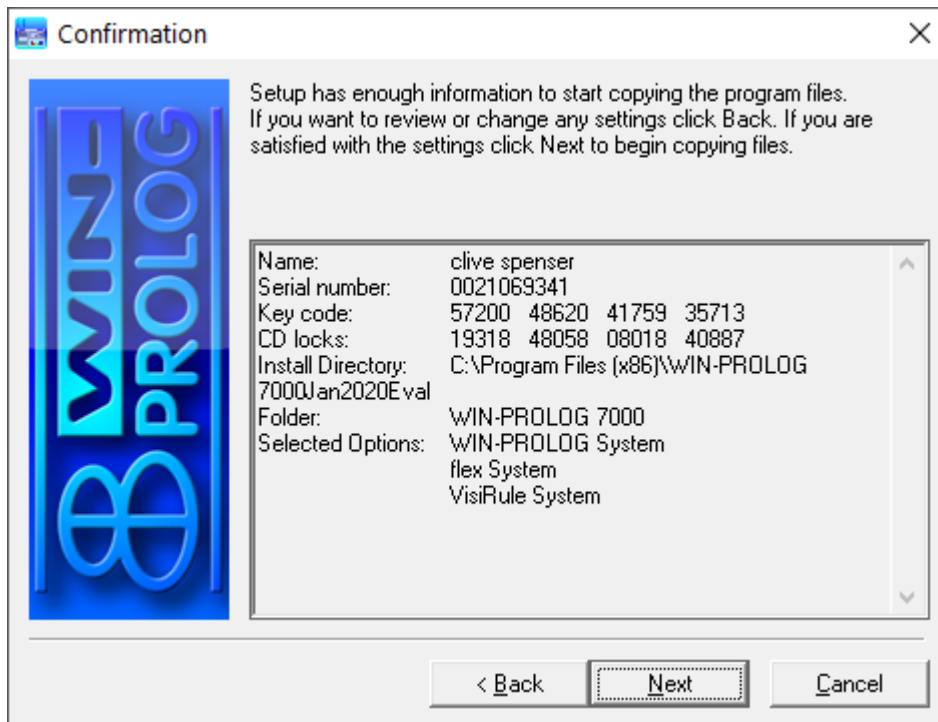 Confirmation
WIN-
PROLOG
Setup has enough information to start copying the program files.
If you want to review or change any settings click Back. If you are
satisfied with the settings click Next to begin copying files.
Name: clive spenser
Serial number: 0021069341
Key code: 57200 48620 41759 35713
CD locks: 19318 48058 08018 40887
Install Directory: C:\Program Files (x86)\WIN-PROLOG
7000Jan2020Eval
Folder: WIN-PROLOG 7000
Selected Options: WIN-PROLOG System
flex System
VisiRule System
< Back
Next
Cancel